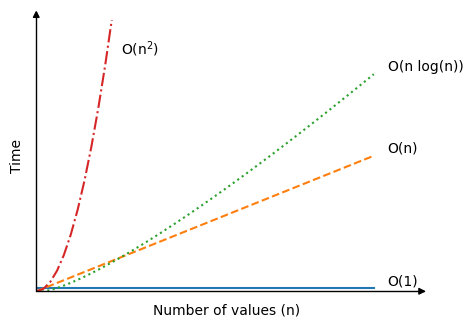 O(n²)
O(n log(n))
O(n)
O(1)
Time
Number of values (n)